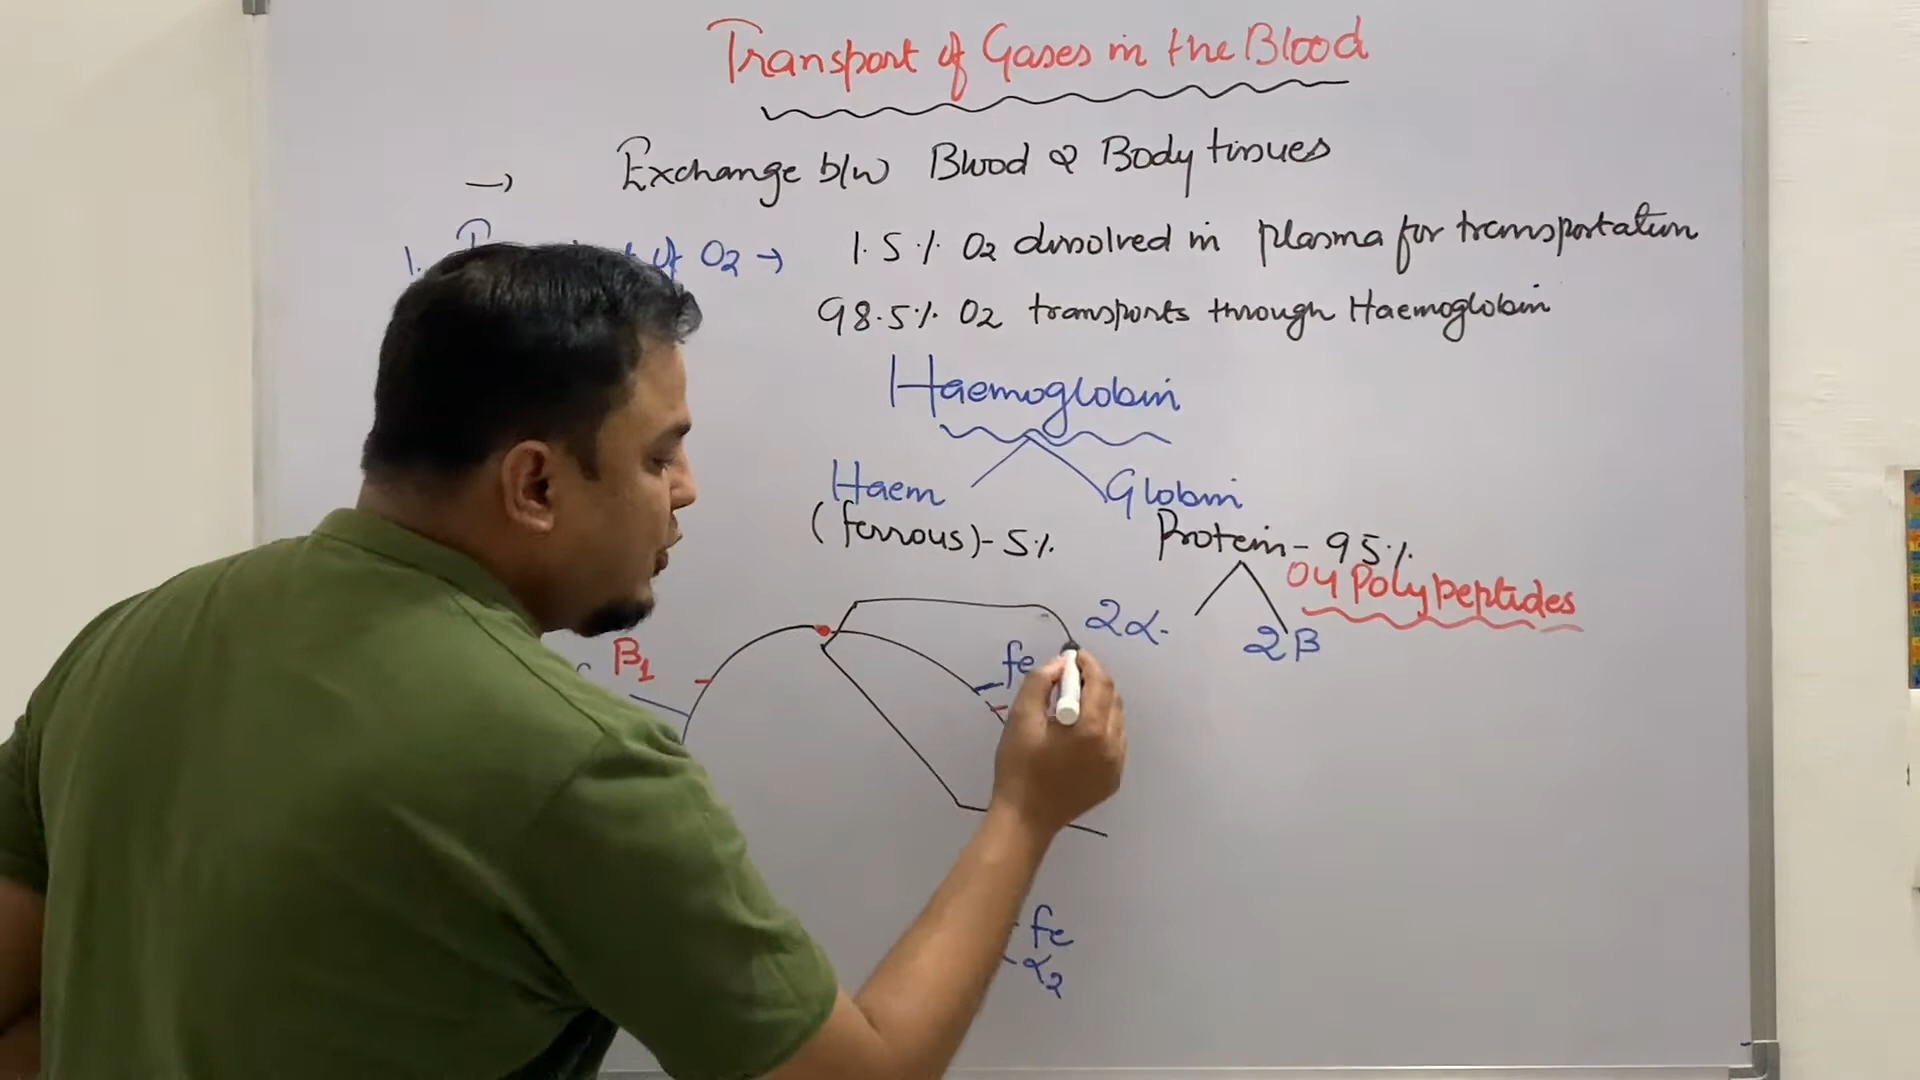 Transport of Gases in the Blood
→ Exchange b/w Blood & Body tissues
1. of O2 → 1.5% O2 dissolved in plasma for transportation
98.5% O2 transports through Haemoglobin
Haemoglobin
Haem Globin
(ferrous)-5% Protein-95%
04 Polypeptides
2α- 2β
β1 fe
fe
α2